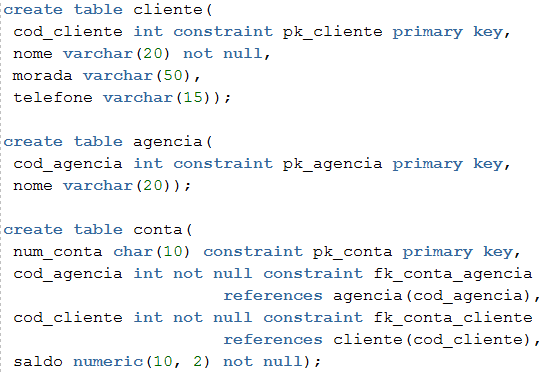 create table cliente(
cod_cliente int constraint pk_cliente primary key,
nome varchar(20) not null,
morada varchar(50),
telefone varchar(15));
create table agencia(
cod_agencia int constraint pk_agencia primary key,
nome varchar(20));
create table conta(
num_conta char(10) constraint pk_conta primary key,
cod_agencia int not null constraint fk_conta_agencia
references agencia(cod_agencia),
cod_cliente int not null constraint fk_conta_cliente
references cliente(cod_cliente),
saldo numeric(10, 2) not null);